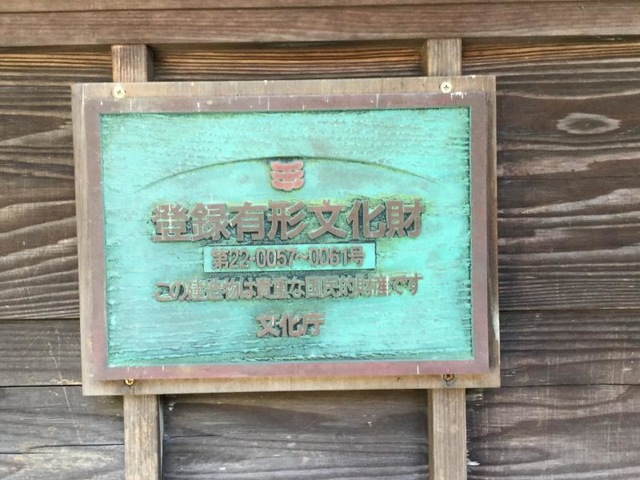 登録有形文化財
第22-0057~0061号
この建造物は貴重な国民的財産です
文化庁